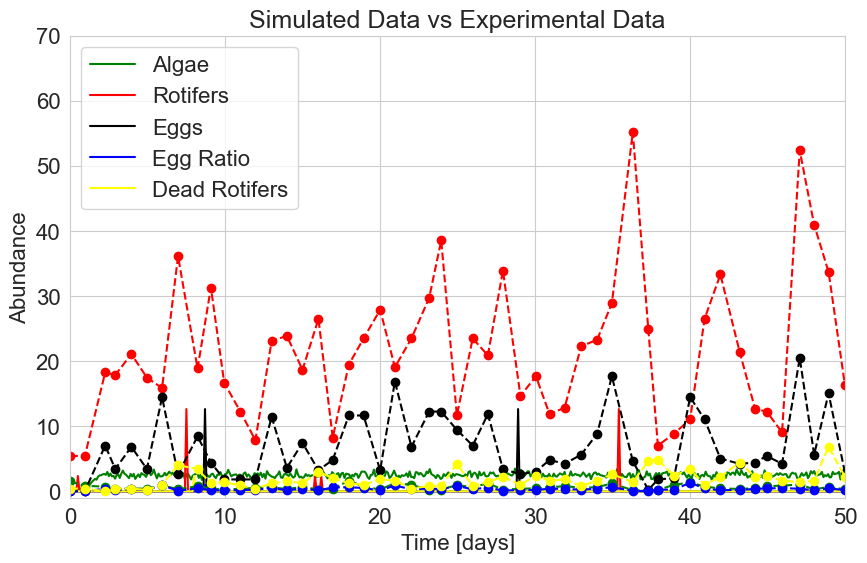 Simulated Data vs Experimental Data
Abundance
70
60
50
40
30
20
10
0
Algae
Rotifers
Eggs
Egg Ratio
Dead Rotifers
0 10 20 30 40 50
Time [days]